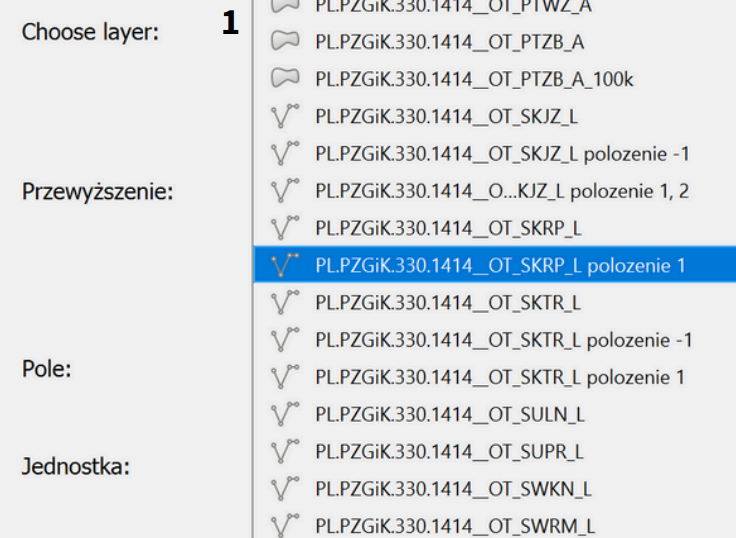 PL.PZGiK.330.1414__OT_PTWZ_A
Choose layer:
1
PL.PZGiK.330.1414__OT_PTZB_A
PL.PZGiK.330.1414__OT_PTZB_A_100k
PL.PZGiK.330.1414__OT_SKJZ_L
PL.PZGiK.330.1414__OT_SKJZ_L polozenie -1
Przewyższenie:
PL.PZGiK.330.1414__O...KJZ_L polozenie 1, 2
PL.PZGiK.330.1414__OT_SKRP_L
PL.PZGiK.330.1414__OT_SKRP_L polozenie 1
PL.PZGiK.330.1414__OT_SKTR_L
PL.PZGiK.330.1414__OT_SKTR_L polozenie -1
Pole:
PL.PZGiK.330.1414__OT_SKTR_L polozenie 1
PL.PZGiK.330.1414__OT_SULN_L
PL.PZGiK.330.1414__OT_SUPR_L
Jednostka:
PL.PZGiK.330.1414__OT_SWKN_L
PL.PZGiK.330.1414__OT_SWRM_L